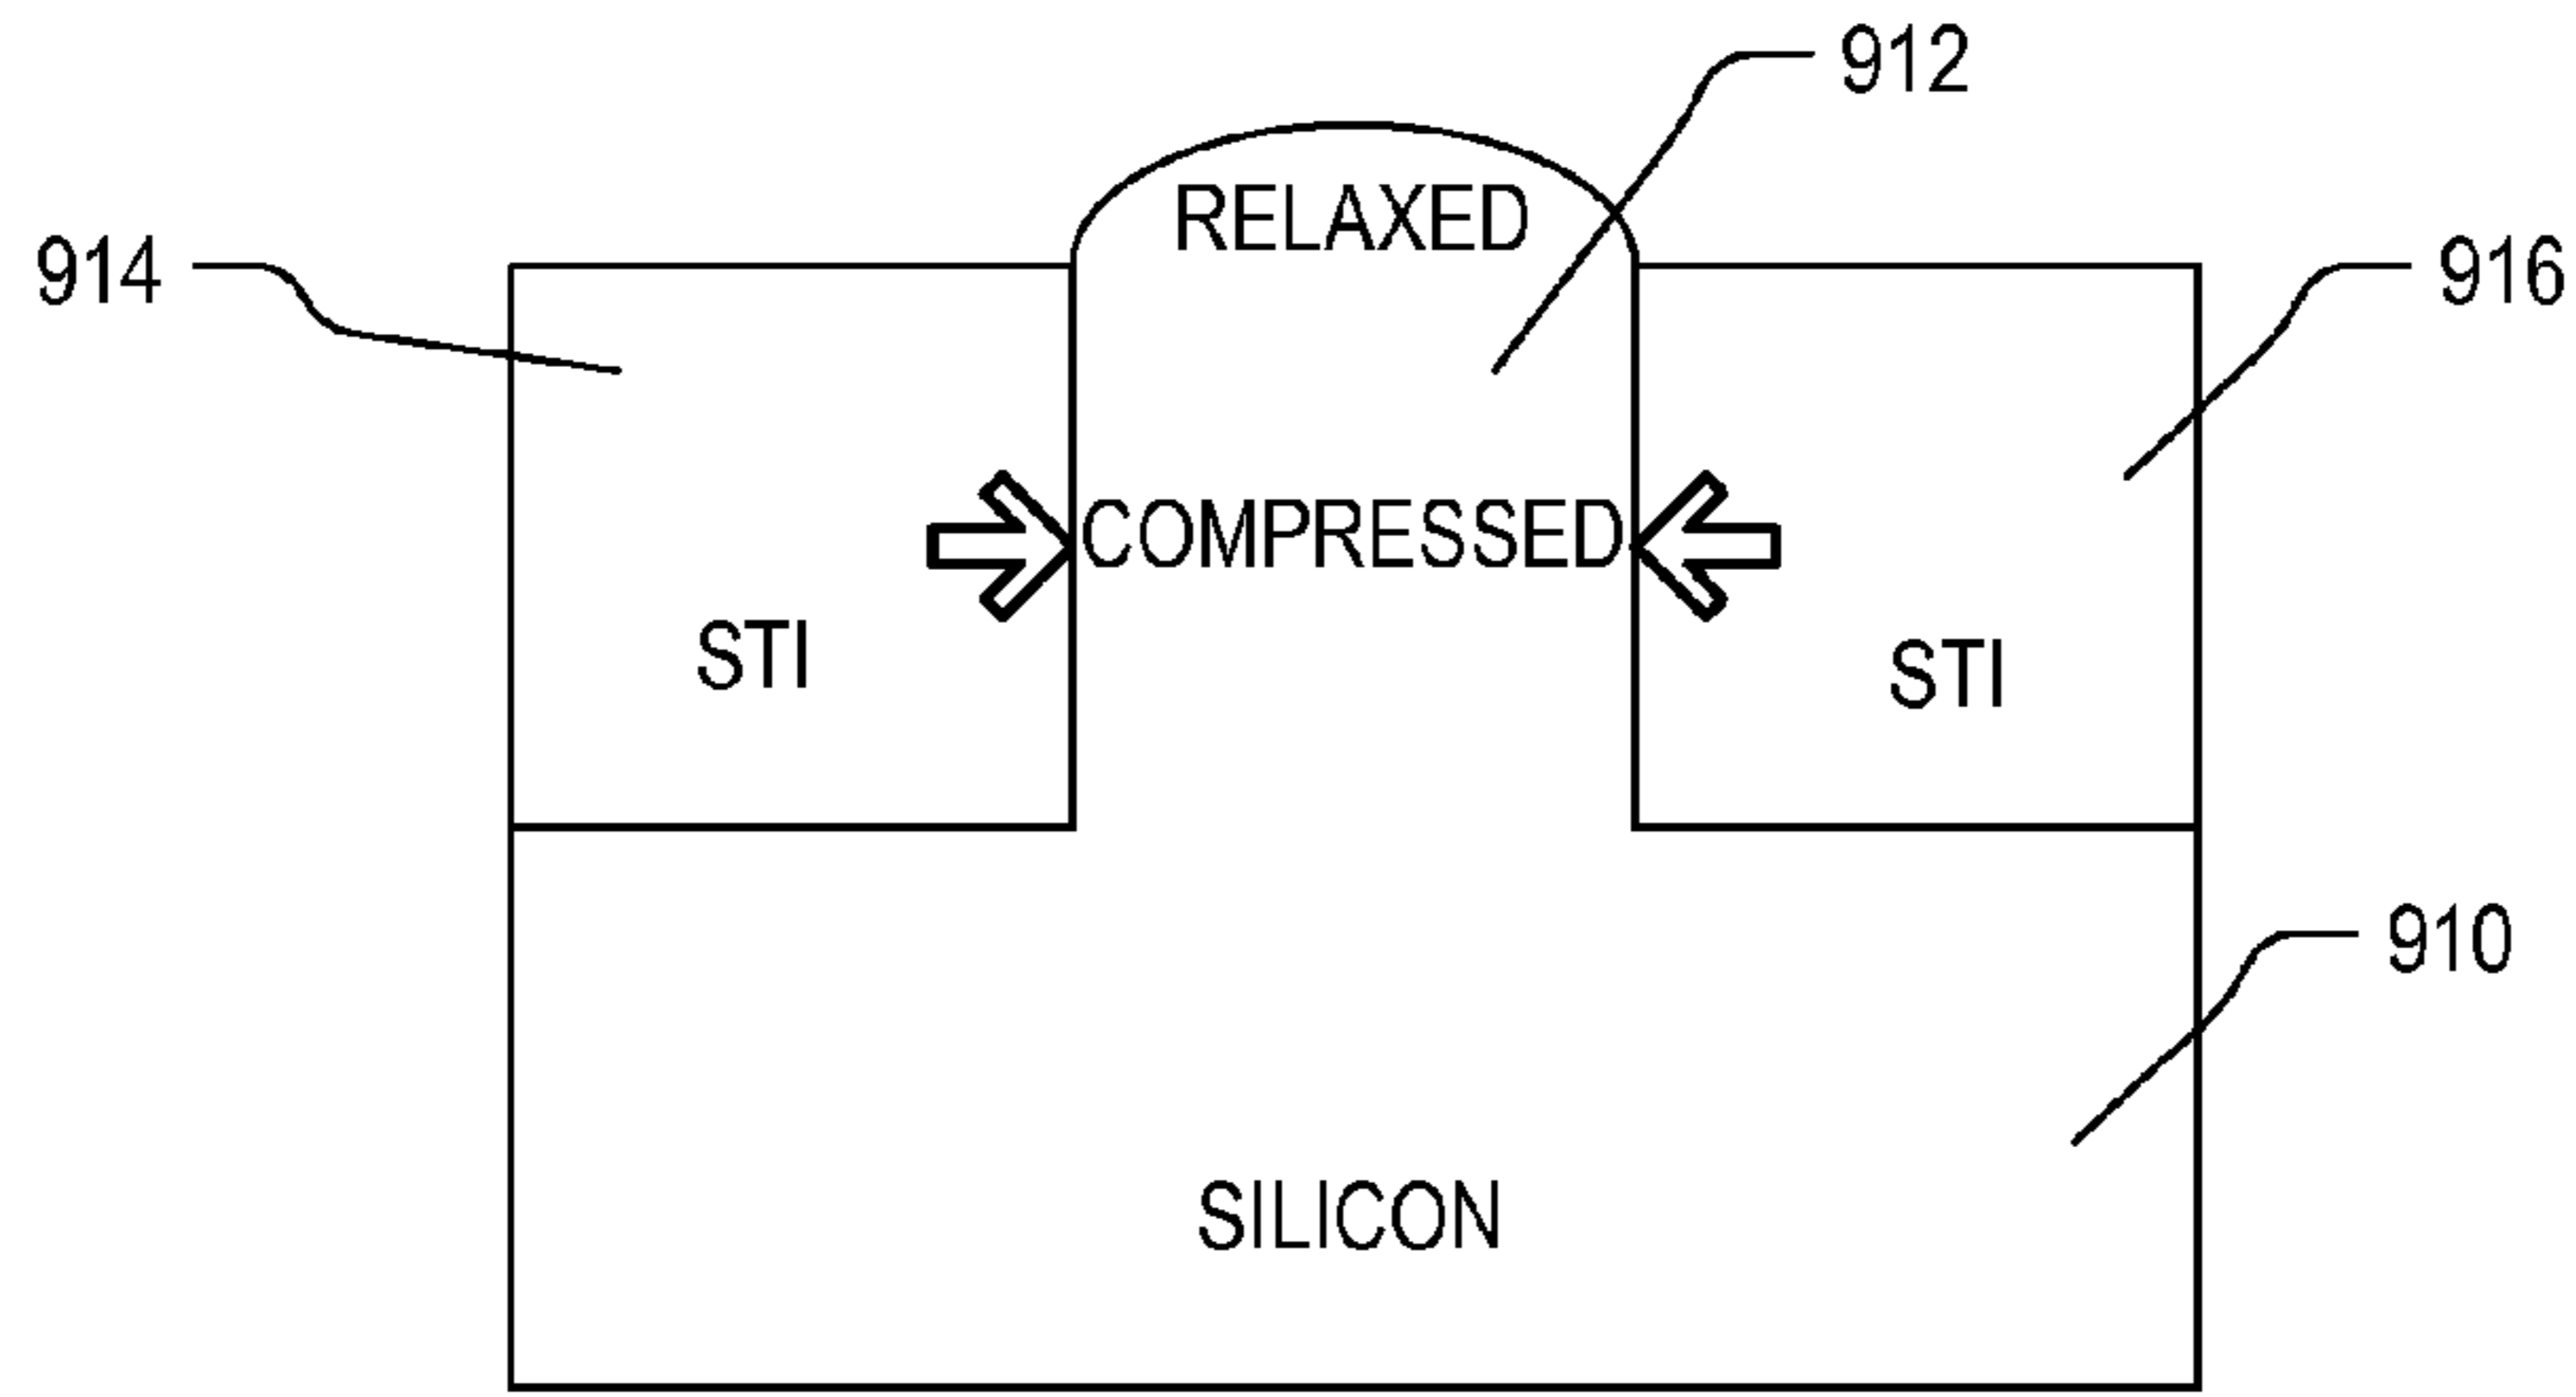 912
RELAXED
914
916
COMPRESSED
STI
STI
910
SILICON